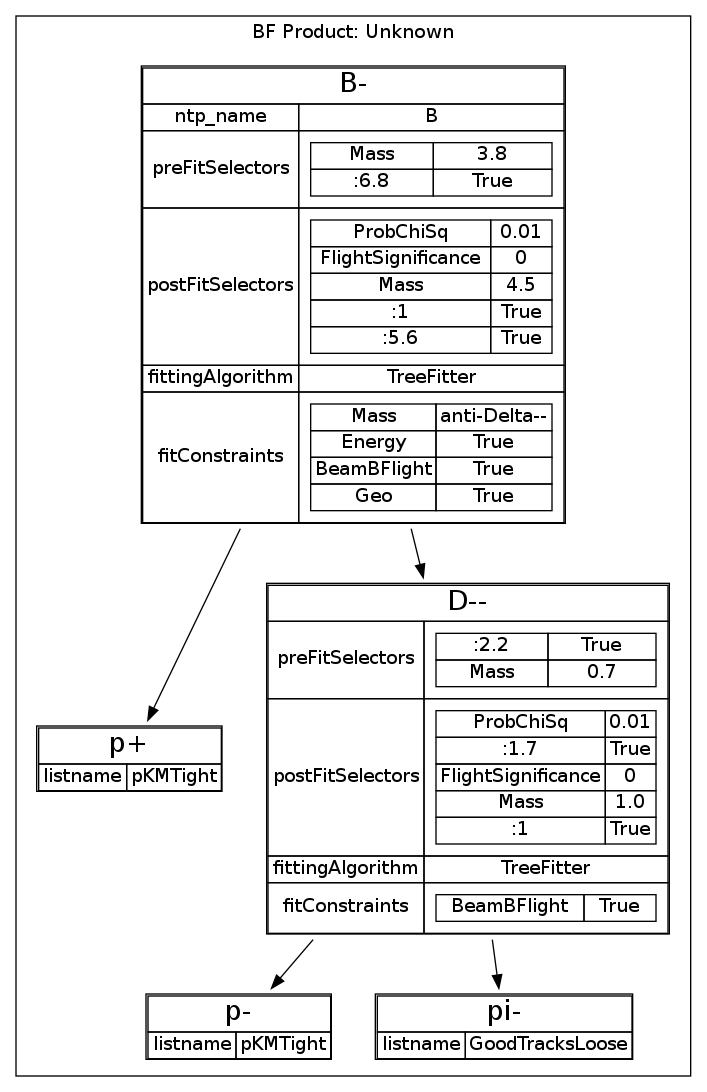 BF Product: Unknown
B-
ntp_name B
preFitSelectors
Mass 3.8
:6.8 True
postFitSelectors
ProbChiSq 0.01
FlightSignificance 0
Mass 4.5
:1 True
:5.6 True
fittingAlgorithm TreeFitter
fitConstraints
Mass anti-Delta--
Energy True
BeamBFlight True
Geo True
D--
preFitSelectors
:2.2 True
Mass 0.7
postFitSelectors
ProbChiSq 0.01
:1.7 True
FlightSignificance 0
Mass 1.0
:1 True
fittingAlgorithm TreeFitter
fitConstraints
BeamBFlight True
p+
listname pKMTight
p-
listname pKMTight
pi-
listname GoodTracksLoose